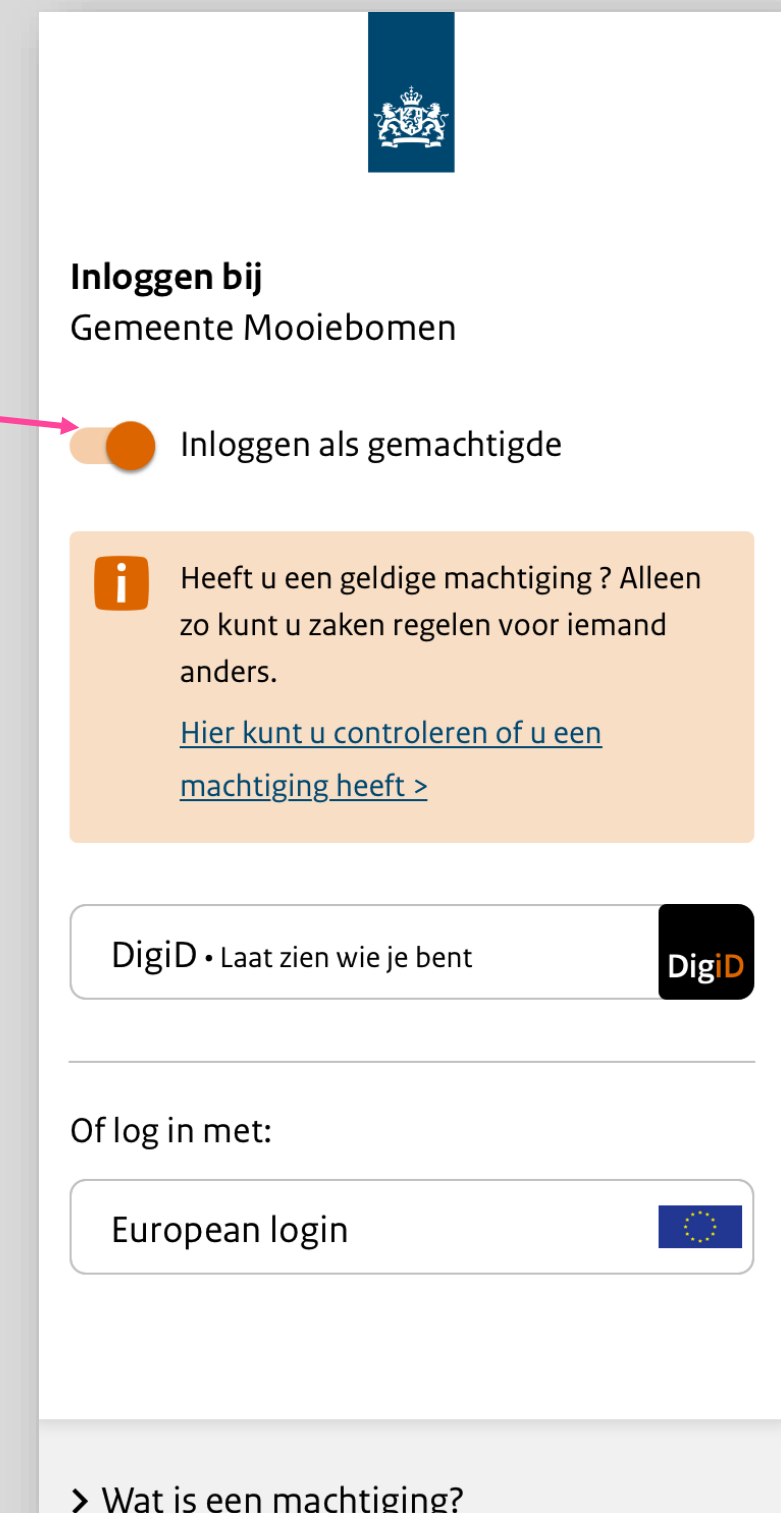 Inloggen bij
Gemeente Mooiebomen
Inloggen als gemachtigde
i
Heeft u een geldige machtiging ? Alleen
zo kunt u zaken regelen voor iemand
anders.
Hier kunt u controleren of u een
machtiging heeft >
DigiD • Laat zien wie je bent
DigiD
Of log in met:
European login
> Wat is een machtiging?